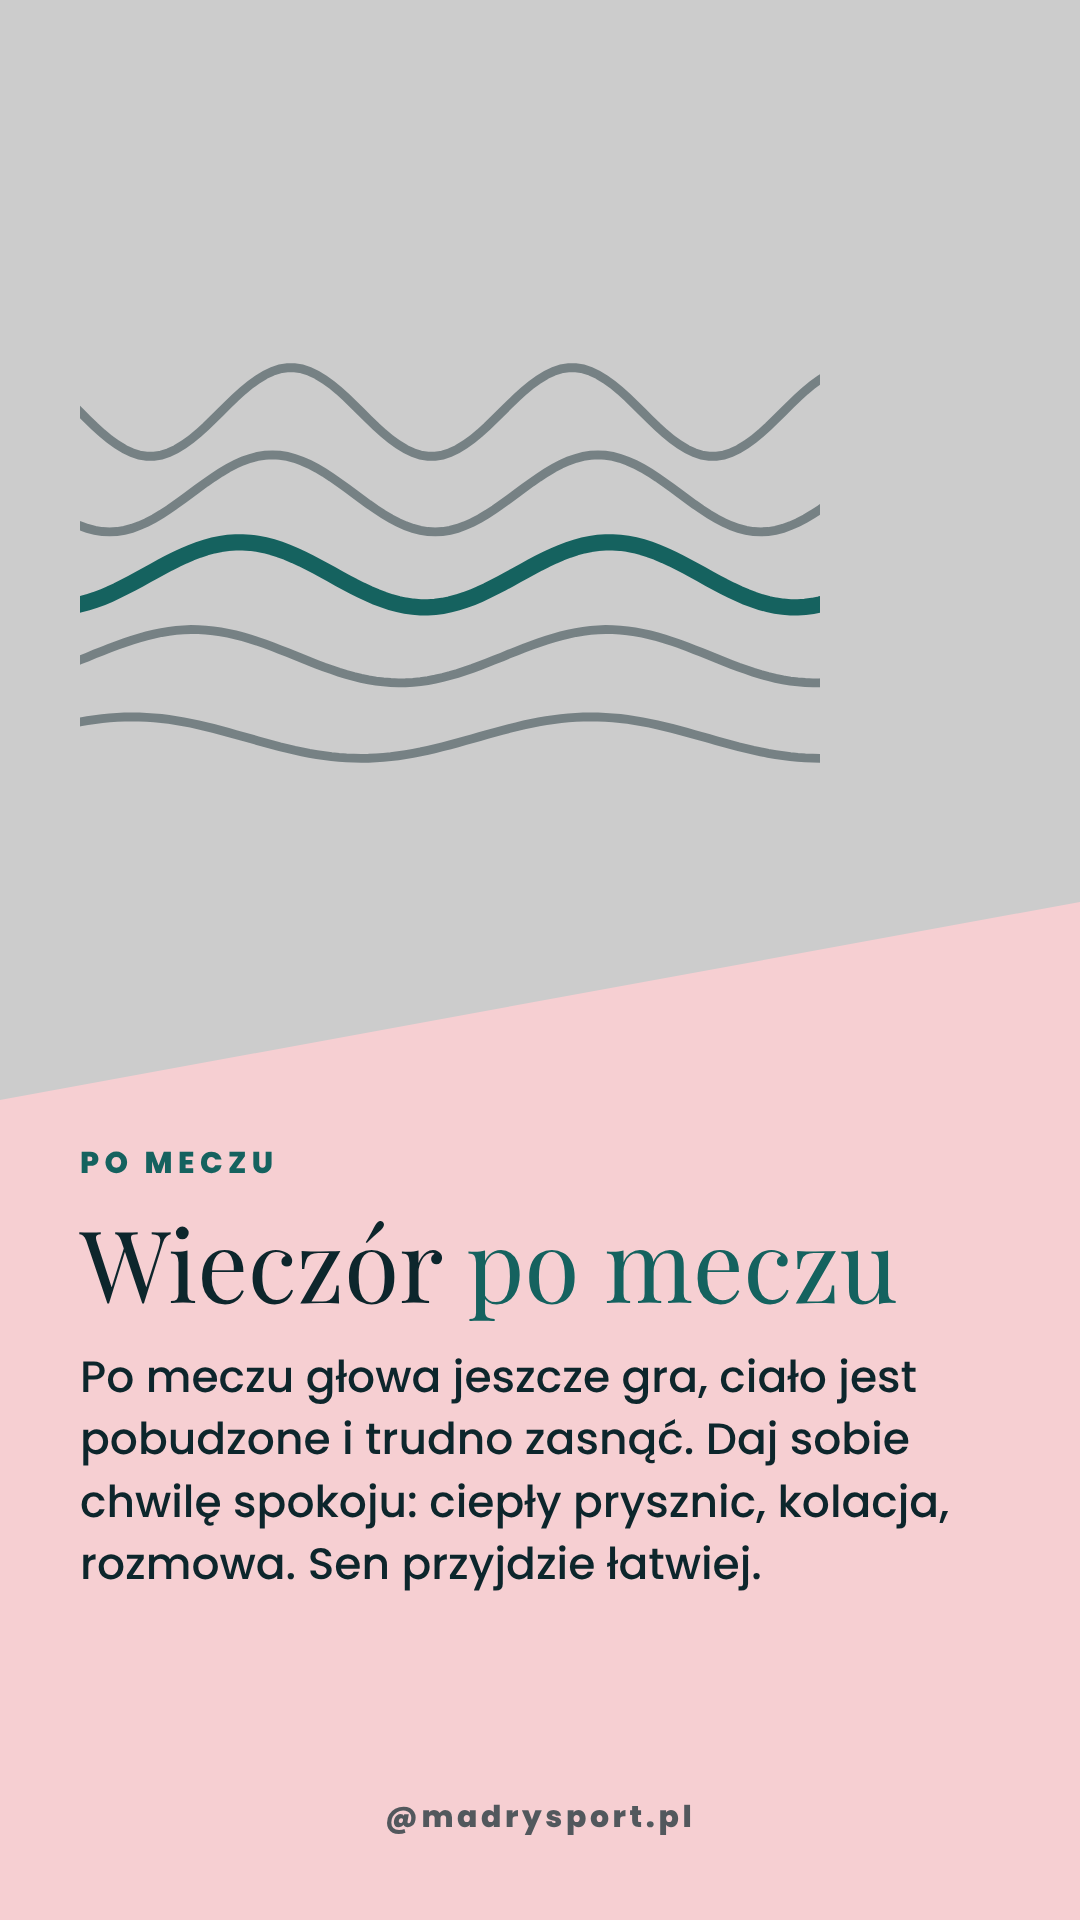 PO MECZU
Wieczór po meczu
Po meczu głowa jeszcze gra, ciało jest
pobudzone i trudno zasnąć. Daj sobie
chwilę spokoju: ciepły prysznic, kolacja,
rozmowa. Sen przyjdzie łatwiej.
@madrysport.pl